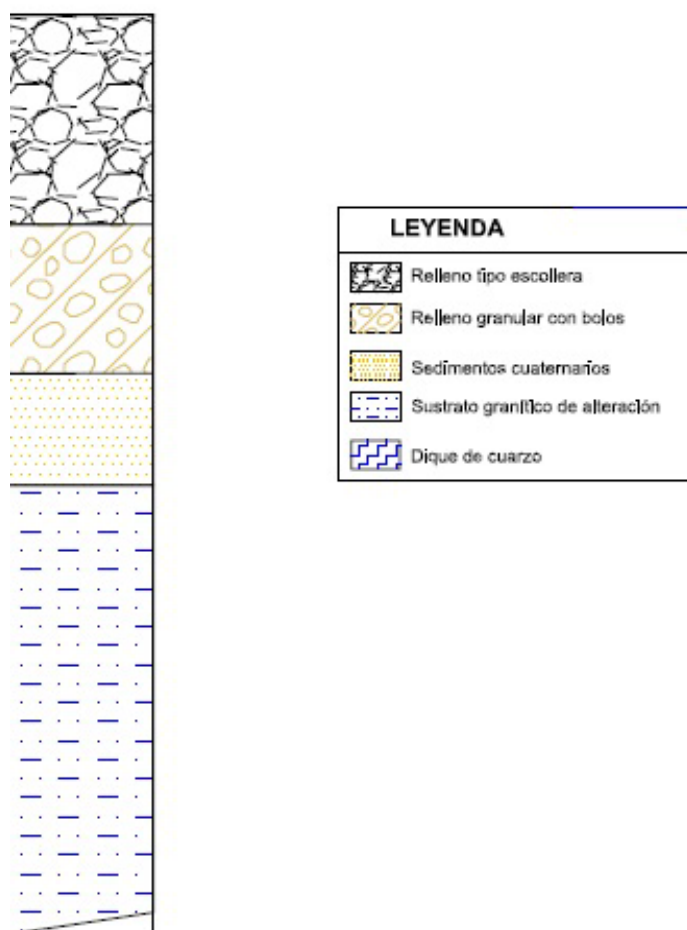 LEYENDA
Relleno tipo escollera
Relleno granular con bolos
Sedimentos cuaternarios
Sustrato granítico de alteración
Dique de cuarzo